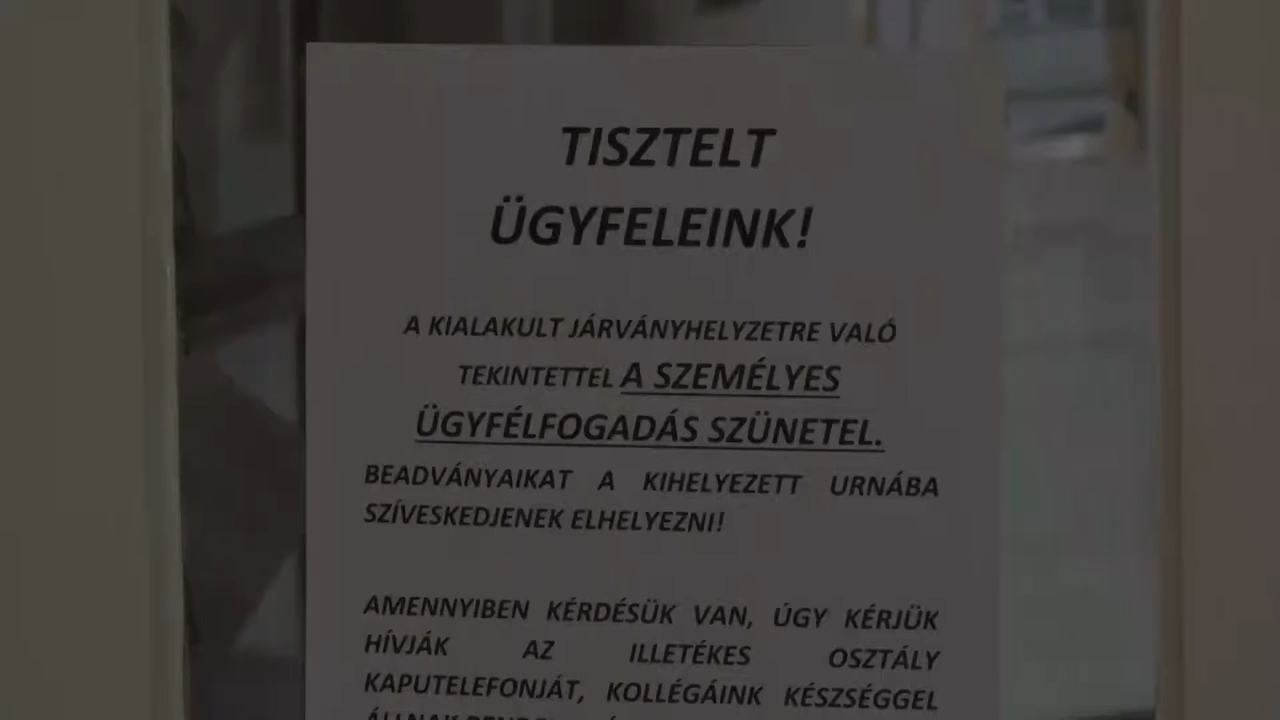 TISZTELT
ÜGYFELEINK!
A KIALAKULT JÁRVÁNYHELYZETRE VALÓ
TEKINTETTEL A SZEMÉLYES
ÜGYFÉLFOGADÁS SZÜNETEL.
BEADVÁNYAIKAT A KIHELYEZETT URNÁBA
SZÍVESKEDJENEK ELHELYEZNI!
AMENNYIBEN KÉRDÉSÜK VAN, ÚGY KÉRJÜK
HÍVJÁK AZ ILLETÉKES OSZTÁLY
KAPUTELEFONJÁT, KOLLÉGÁINK KÉSZSÉGGEL
ÁLLNAK